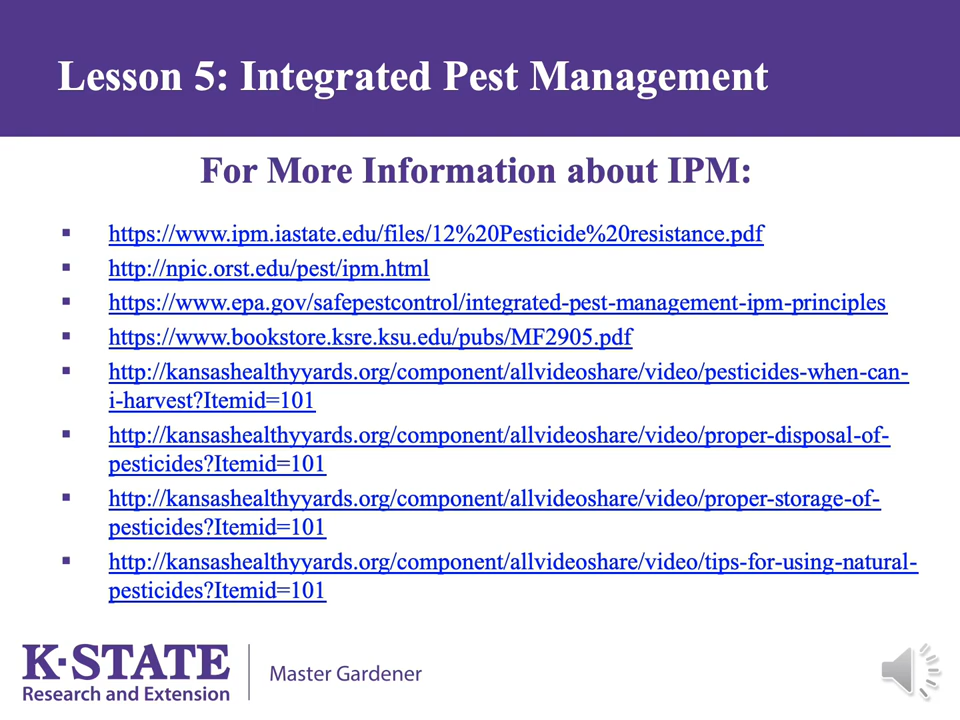 Lesson 5: Integrated Pest Management
For More Information about IPM:
https://www.ipm.iastate.edu/files/12%20Pesticide%20resistance.pdf
http://npic.orst.edu/pest/ipm.html
https://www.epa.gov/safepestcontrol/integrated-pest-management-ipm-principles
https://www.bookstore.ksre.ksu.edu/pubs/MF2905.pdf
http://kansashealthyyards.org/component/allvideoshare/video/pesticides-when-can-
i-harvest?Itemid=101
http://kansashealthyyards.org/component/allvideoshare/video/proper-disposal-of-
pesticides?Itemid=101
http://kansashealthyyards.org/component/allvideoshare/video/proper-storage-of-
pesticides?Itemid=101
http://kansashealthyyards.org/component/allvideoshare/video/tips-for-using-natural-
pesticides?Itemid=101
K·STATE
Research and Extension
Master Gardener